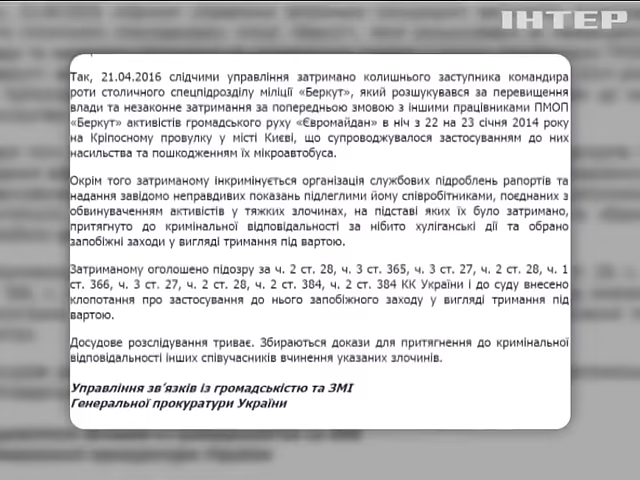 ІНТЕР
Так, 21.04.2016 слідчими управління затримано колишнього заступника командира
роти столичного спецпідрозділу міліції «Беркут», який розшукувався за перевищення
влади та незаконне затримання за попередньою змовою з іншими працівниками ПМОП
«Беркут» активістів громадського руху «Євромайдан» в ніч з 22 на 23 січня 2014 року
на Кріпосному провулку у місті Києві, що супроводжувалося застосуванням до них
насильства та пошкодженням їх мікроавтобуса.
Окрім того затриманому інкримінується організація службових підроблень рапортів та
надання завідомо неправдивих показань підлеглими йому співробітниками, поєднаних з
обвинуваченням активістів у тяжких злочинах, на підставі яких їх було затримано,
притягнуто до кримінальної відповідальності за нібито хуліганські дії та обрано
запобіжні заходи у вигляді тримання під вартою.
Затриманому оголошено підозру за ч. 2 ст. 28, ч. 3 ст. 365, ч. 3 ст. 27, ч. 2 ст. 28, ч. 1
ст. 366, ч. 3 ст. 27, ч. 2 ст. 28, ч. 2 ст. 384, ч. 2 ст. 384 КК України і до суду внесено
клопотання про застосування до нього запобіжного заходу у вигляді тримання під
вартою.
Досудове розслідування триває. Збираються докази для притягнення до кримінальної
відповідальності інших співучасників вчинення указаних злочинів.
Управління зв’язків із громадськістю та ЗМІ
Генеральної прокуратури України